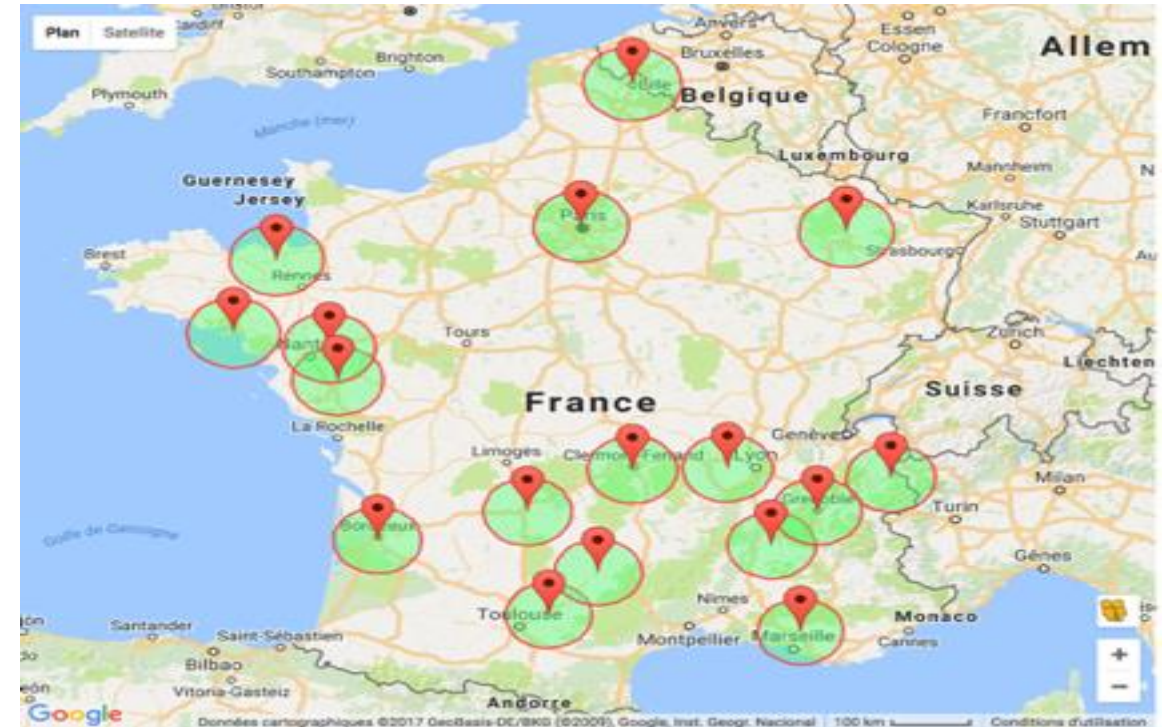 Plan Satellite
Cardiff
Anvers
Essen
Cologne
Allem
Brighton
Southampton
Bruxelles
Plymouth
Belgique
Francfort
Manche (mer)
Luxembourg
Mannheim
N
Guernesey
Jersey
Karlsruhe
Stuttgart
Paris
Brest
Rennes
Strasbourg
Tours
Zurich
Liechten
France
Suisse
La Rochelle
Genève
Limoges
Clermont-Ferrand
Lyon
Milan
Grenoble
Turin
Bordeaux
Golfe de Gascogne
Gênes
Nîmes
Toulouse
Monaco
Santander
Saint-Sébastien
Montpellier
Marseille
Cannes
Bilbao
Vitoria-Gasteiz
Andorre
Google
Données cartographiques ©2017 GeoBasis-DE/BKG (©2009), Google, Inst. Geogr. Nacional 100 km Conditions d'utilisation